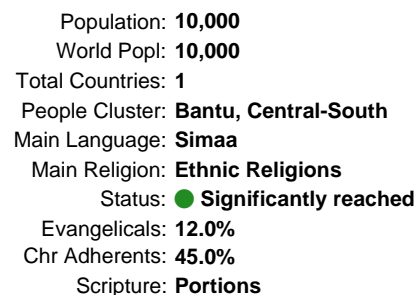 Population: 10,000
World Popl: 10,000
Total Countries: 1
People Cluster: Bantu, Central-South
Main Language: Simaa
Main Religion: Ethnic Religions
Status: Significantly reached
Evangelicals: 12.0%
Chr Adherents: 45.0%
Scripture: Portions